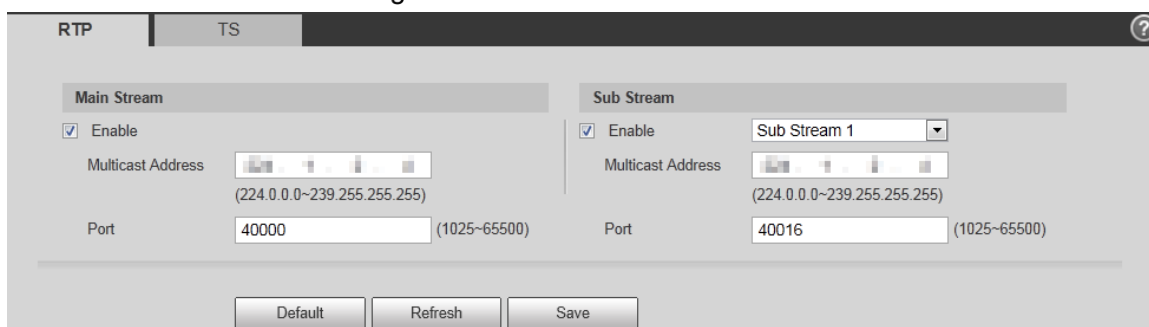 RTP TS ?
Main Stream Sub Stream
Enable Enable Sub Stream 1
Multicast Address Multicast Address
(224.0.0.0~239.255.255.255) (224.0.0.0~239.255.255.255)
Port 40000 (1025~65500) Port 40016 (1025~65500)
Default Refresh Save